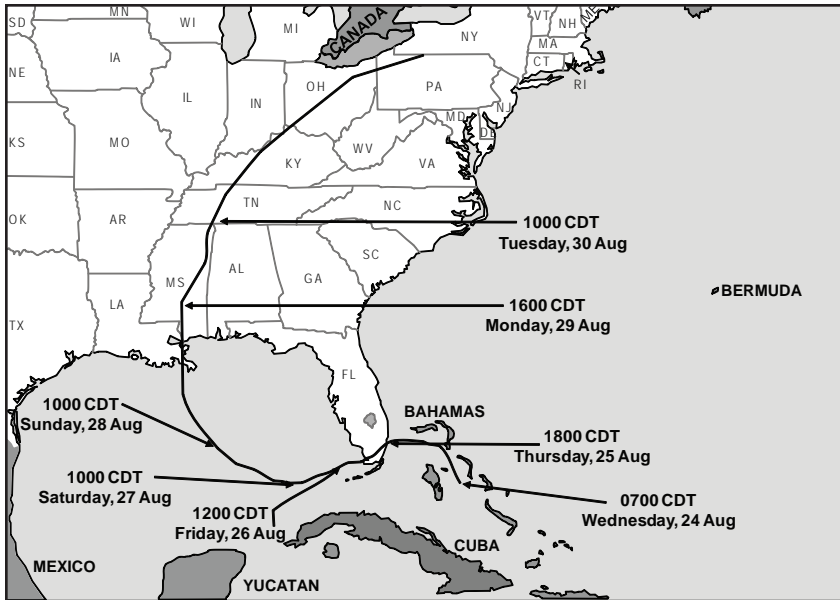 SD
MN
WI
MI
CANADA
NY
VT
NH
ME
MA
CT
RI
IA
NE
IL
IN
OH
PA
NJ
MD
DE
KS
MO
KY
WV
VA
OK
AR
TN
NC
1000 CDT
Tuesday, 30 Aug
MS
AL
GA
SC
BERMUDA
1600 CDT
Monday, 29 Aug
TX
LA
FL
1000 CDT
Sunday, 28 Aug
BAHAMAS
1800 CDT
Thursday, 25 Aug
1000 CDT
Saturday, 27 Aug
1200 CDT
Friday, 26 Aug
0700 CDT
Wednesday, 24 Aug
MEXICO
YUCATAN
CUBA